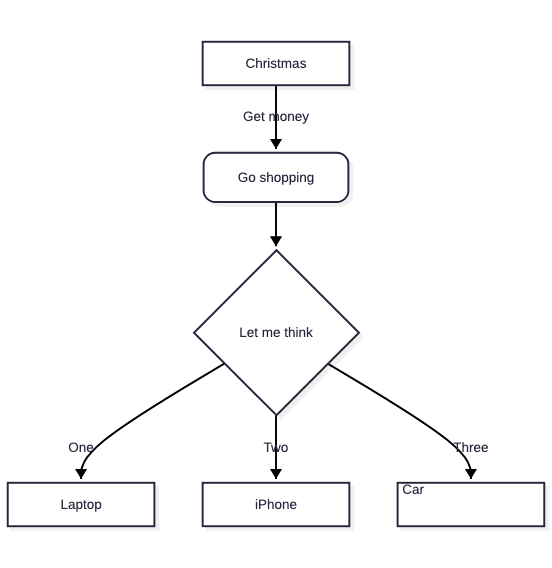 Christmas
Get money
Go shopping
Let me think
One
Two
Three
Laptop
iPhone
Car